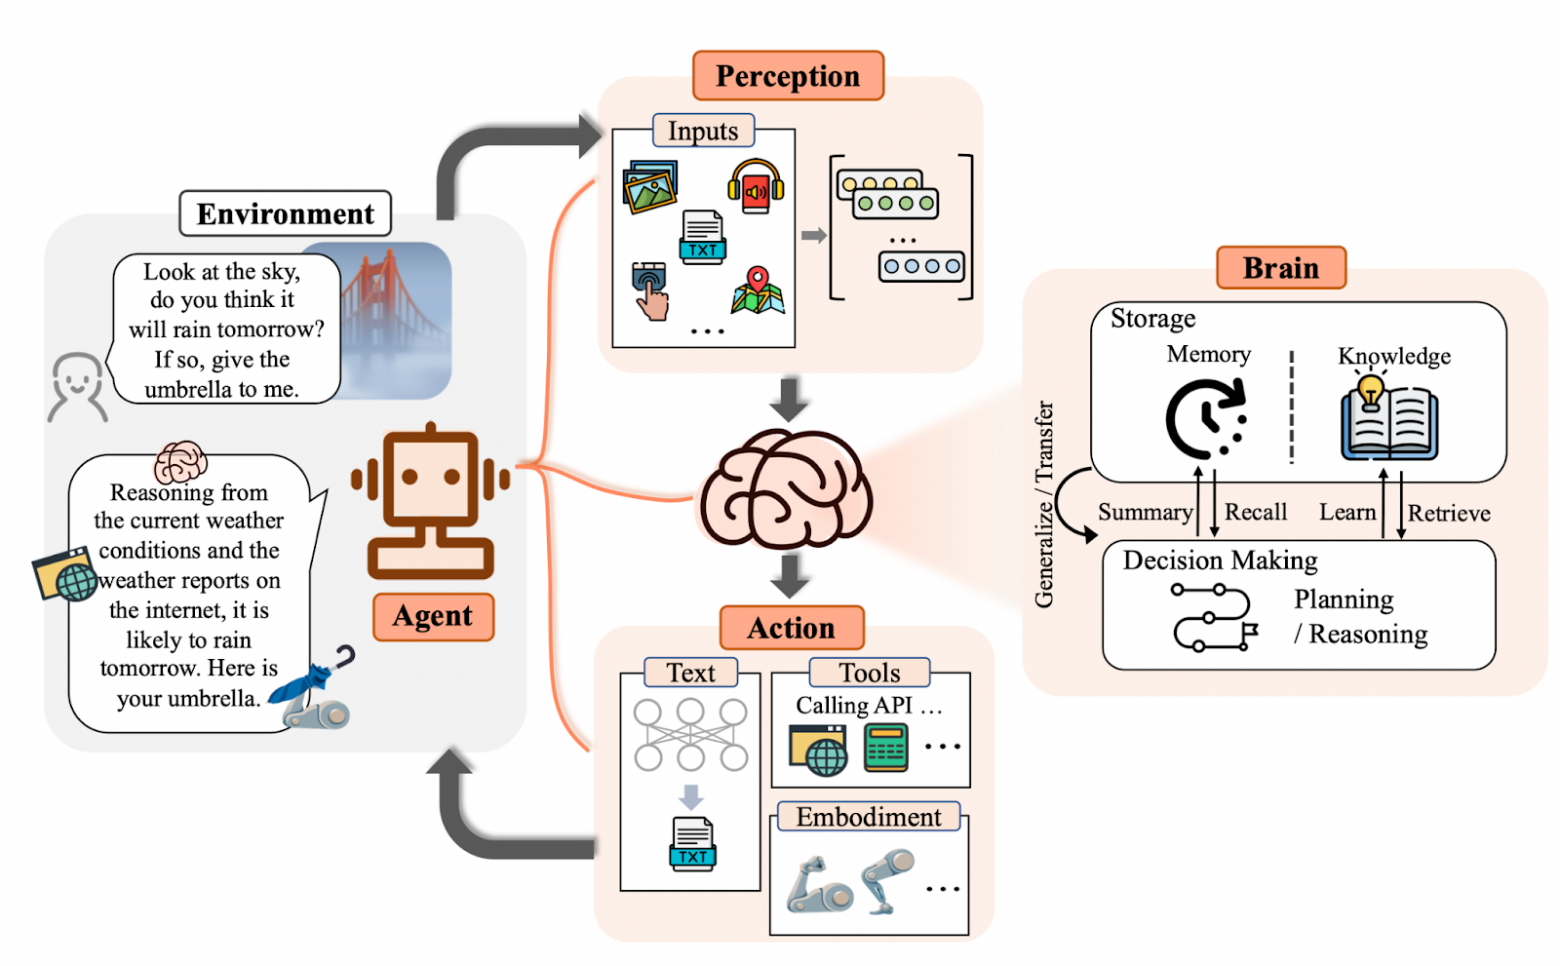 Perception
Inputs
TXT
...
...
Environment
Look at the sky,
do you think it
will rain tomorrow?
If so, give the
umbrella to me.
Reasoning from
the current weather
conditions and the
weather reports on
the internet, it is
likely to rain
tomorrow. Here is
your umbrella.
Agent
Brain
Storage
Memory
Knowledge
Generalize / Transfer
Summary
Recall
Learn
Retrieve
Decision Making
Planning
/ Reasoning
Action
Text
TXT
Tools
Calling API ...
...
Embodiment
...